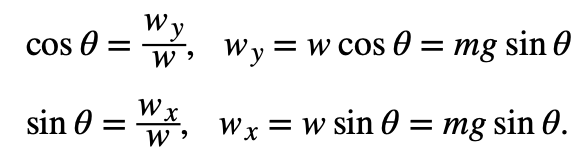 cos θ = w_y/w, w_y = w cos θ = mg sin θ
sin θ = w_x/w, w_x = w sin θ = mg sin θ.